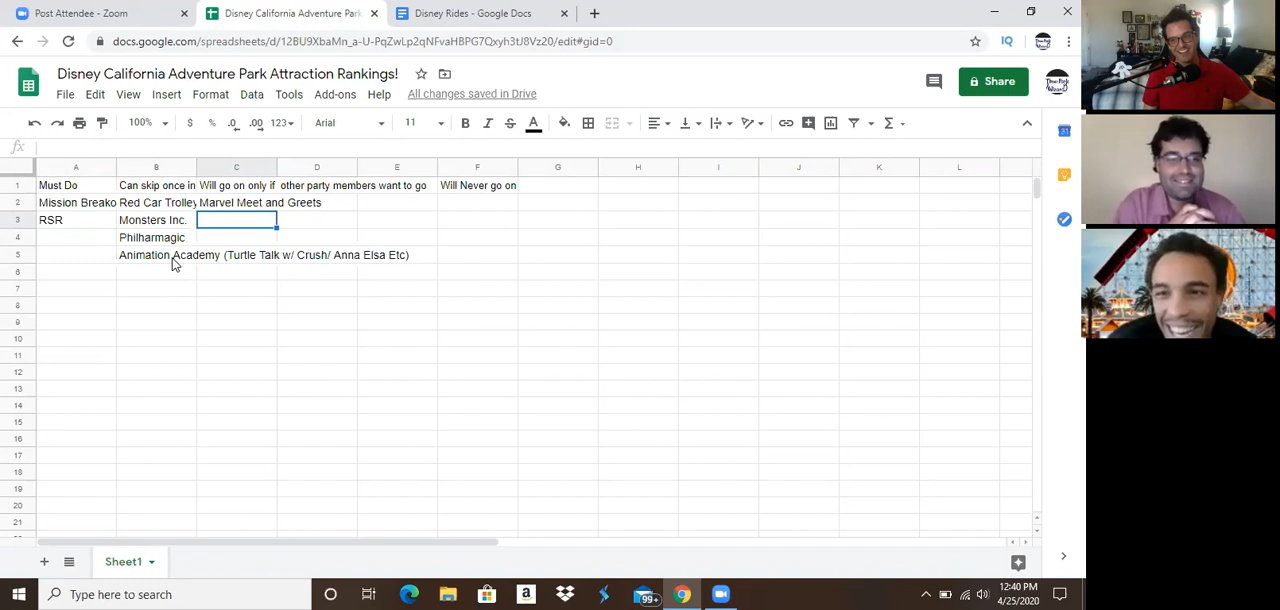 Post Attendee - Zoom
Disney California Adventure Park
Disney Rides - Google Docs
docs.google.com/spreadsheets/d/12BU9XbaMn_a-U-PqZwLp2qNFvaHBHG7Qxyh3tJ8Vz20/edit#gid=0
IQ
Disney California Adventure Park Attraction Rankings!
Share
File Edit View Insert Format Data Tools Add-ons Help All changes saved in Drive
100% $ % .0 .00 123 Arial 11 B I S A
31
fx
A B C D E F G H I J K L
1 Must Do Can skip once in Will go on only if other party members want to go Will Never go on
2 Mission Breako Red Car Trolley Marvel Meet and Greets
3 RSR Monsters Inc.
4 Philharmagic
5 Animation Academy (Turtle Talk w/ Crush/ Anna Elsa Etc)
6
7
8
9
10
11
12
13
14
15
16
17
18
19
20
21
Sheet1
Type here to search
99+
12:40 PM
4/25/2020